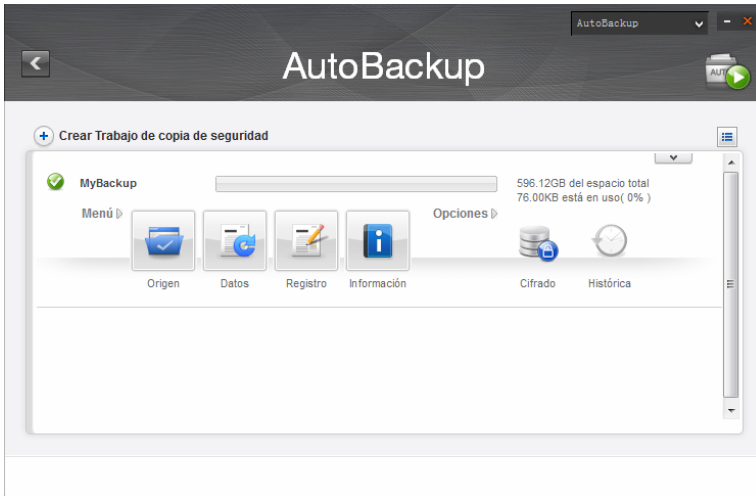 AutoBackup
AutoBackup
AUTO
Crear Trabajo de copia de seguridad
MyBackup
596.12GB del espacio total
76.00KB está en uso( 0% )
Menú
Opciones
Origen
Datos
Registro
Información
Cifrado
Histórica